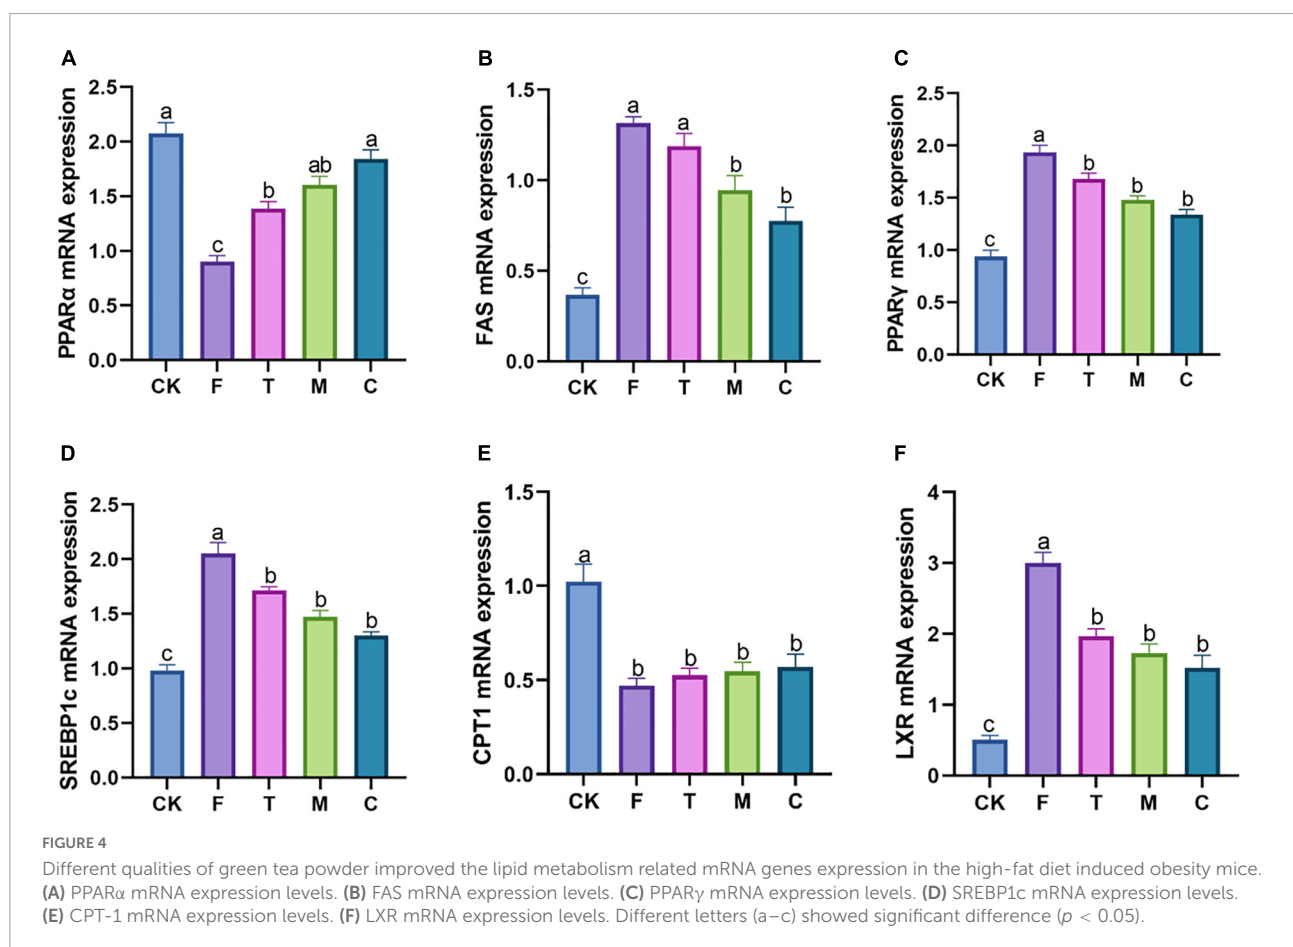 A
PPARα mRNA expression
2.5
2.0
1.5
1.0
0.5
0.0
a
c
b
ab
a
CK F T M C
B
FAS mRNA expression
1.5
1.0
0.5
0.0
c
a
a
b
b
CK F T M C
C
PPARγ mRNA expression
2.5
2.0
1.5
1.0
0.5
0.0
c
a
b
b
b
CK F T M C
D
SREBP1c mRNA expression
2.5
2.0
1.5
1.0
0.5
0.0
c
a
b
b
b
CK F T M C
E
CPT1 mRNA expression
1.5
1.0
0.5
0.0
a
b
b
b
b
CK F T M C
F
LXR mRNA expression
4
3
2
1
0
c
a
b
b
b
CK F T M C
FIGURE 4
Different qualities of green tea powder improved the lipid metabolism related mRNA genes expression in the high-fat diet induced obesity mice.
(A) PPARα mRNA expression levels. (B) FAS mRNA expression levels. (C) PPARγ mRNA expression levels. (D) SREBP1c mRNA expression levels.
(E) CPT-1 mRNA expression levels. (F) LXR mRNA expression levels. Different letters (a–c) showed significant difference (p < 0.05).